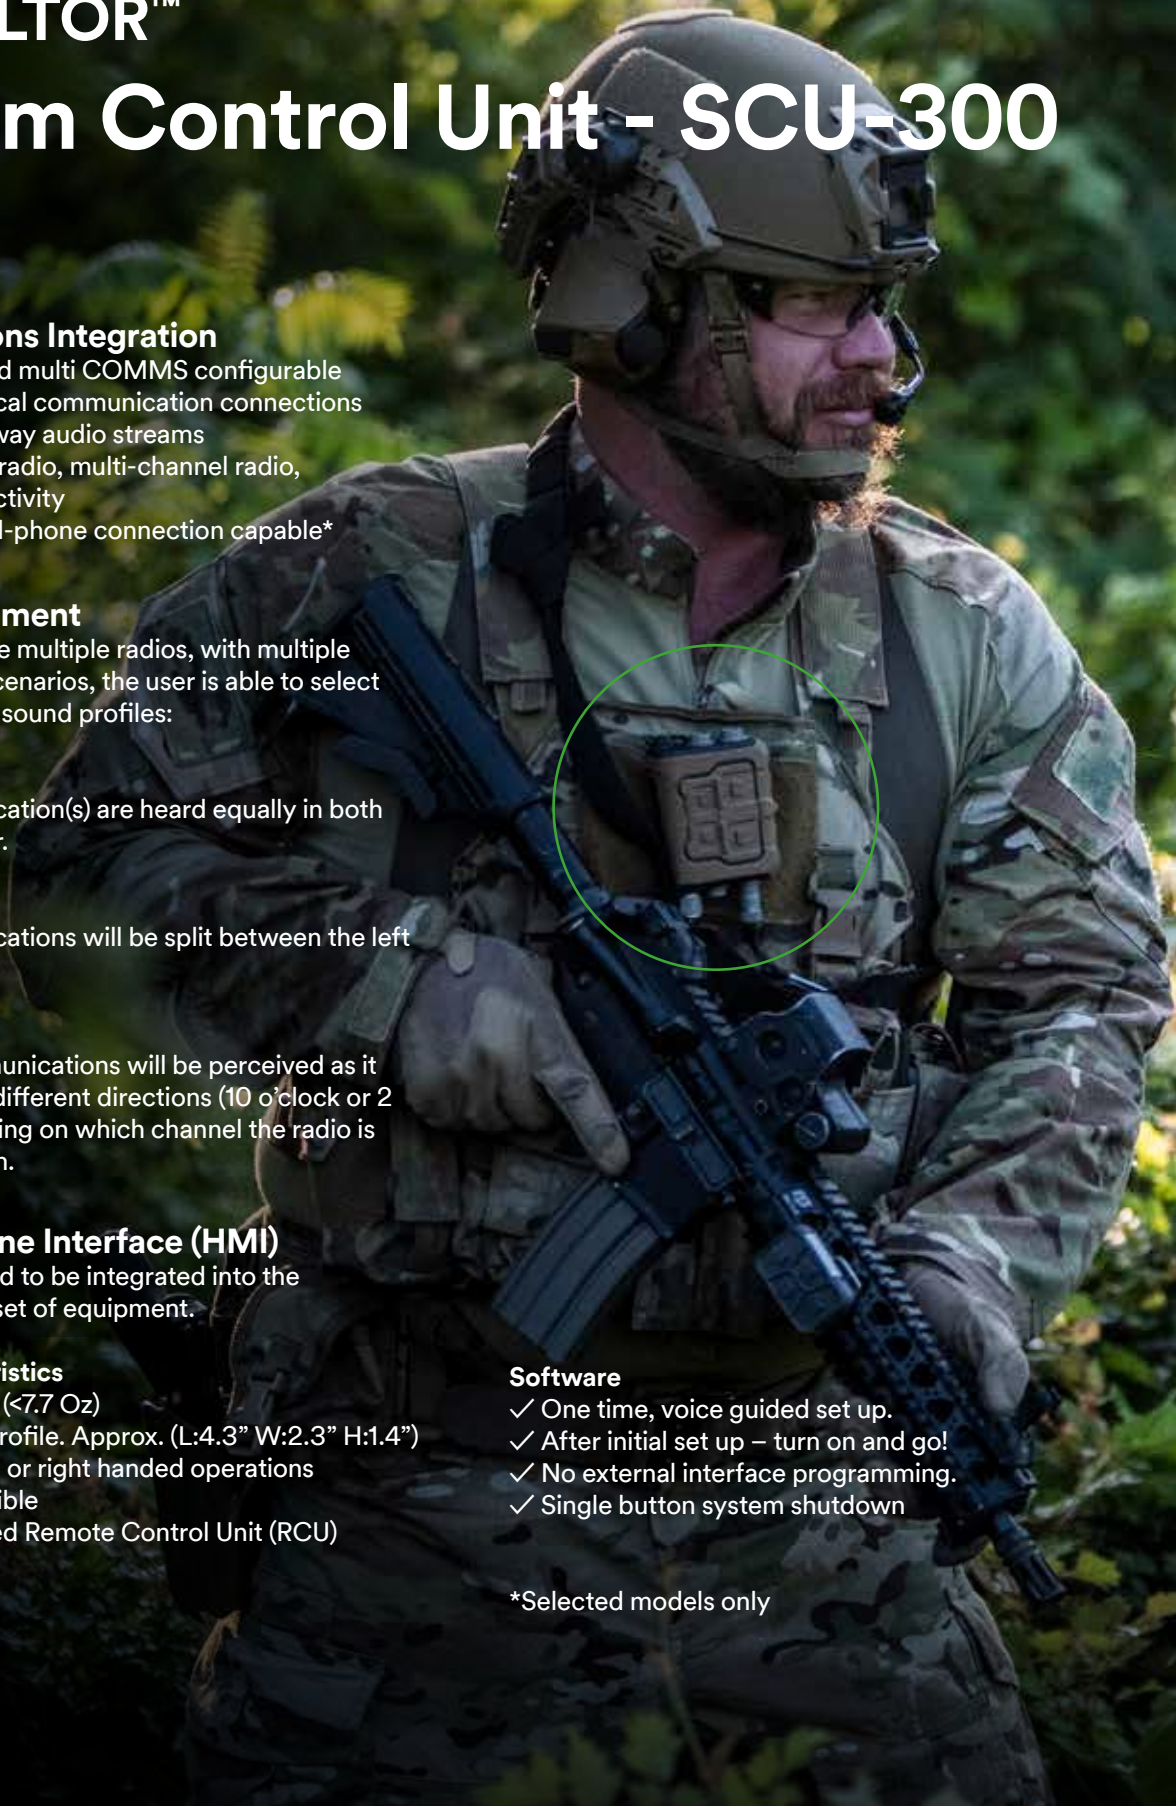 LTOR™
m Control Unit - SCU-300
ons Integration
d multi COMMS configurable
cal communication connections
way audio streams
radio, multi-channel radio,
ctivity
l-phone connection capable*
ment
e multiple radios, with multiple
cenarios, the user is able to select
sound profiles:
cation(s) are heard equally in both
r.
cations will be split between the left
unications will be perceived as it
different directions (10 o’clock or 2
ing on which channel the radio is
n.
ne Interface (HMI)
d to be integrated into the
set of equipment.
istics
(<7.7 Oz)
rofile. Approx. (L:4.3” W:2.3” H:1.4”)
or right handed operations
ible
ed Remote Control Unit (RCU)
Software
✓ One time, voice guided set up.
✓ After initial set up – turn on and go!
✓ No external interface programming.
✓ Single button system shutdown
*Selected models only